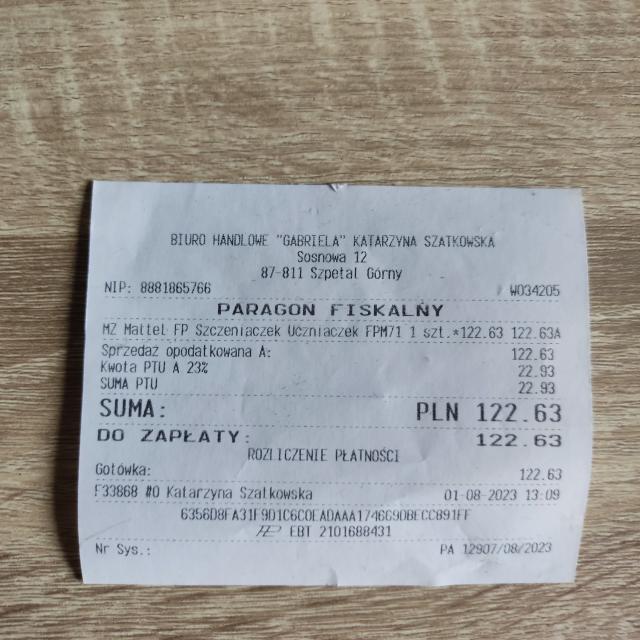 BIURO HANDLOWE "GABRIELA" KATARZYNA SZATKOWSKA
Sosnowa 12
87-811 Szpetal Górny
NIP: 8881865766 W034205
PARAGON FISKALNY
MZ Mattel FP Szczeniaczek Uczniaczek FPM71 1 szt.*122.63 122.63A
Sprzedaż opodatkowana A: 122.63
Kwota PTU A 23% 22.93
SUMA PTU 22.93
SUMA: PLN 122.63
DO ZAPŁATY: 122.63
ROZLICZENIE PŁATNOŚCI
Gotówka: 122.63
F33868 #0 Katarzyna Szatkowska 01-08-2023 13:09
EBT 2101688431
Nr Sys.: PA 12907/08/2023